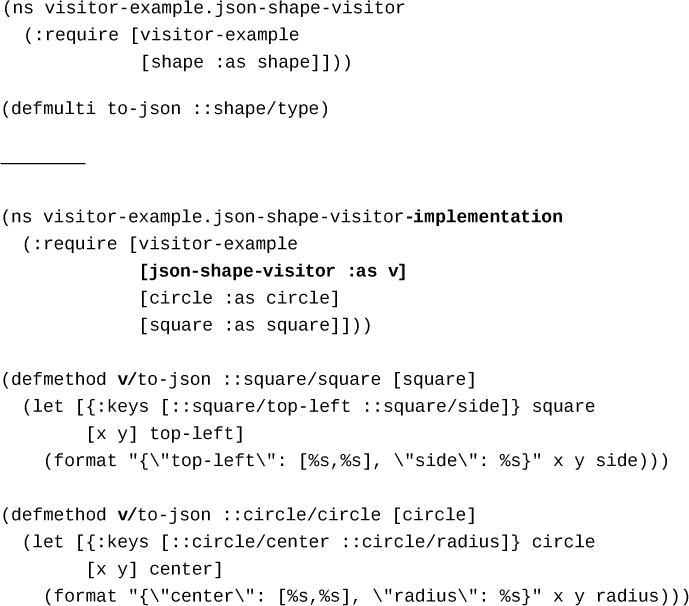 (ns visitor-example.json-shape-visitor
  (:require [visitor-example
             [shape :as shape]]))
(defmulti to-json ::shape/type)
(ns visitor-example.json-shape-visitor-implementation
  (:require [visitor-example
             [json-shape-visitor :as v]
             [circle :as circle]
             [square :as square]]))
(defmethod v/to-json ::square/square [square]
  (let [{:keys [::square/top-left ::square/side]} square
        [x y] top-left]
    (format "{\"top-left\": [%s,%s], \"side\": %s}" x y side)))
(defmethod v/to-json ::circle/circle [circle]
  (let [{:keys [::circle/center ::circle/radius]} circle
        [x y] center]
    (format "{\"center\": [%s,%s], \"radius\": %s}" x y radius)))